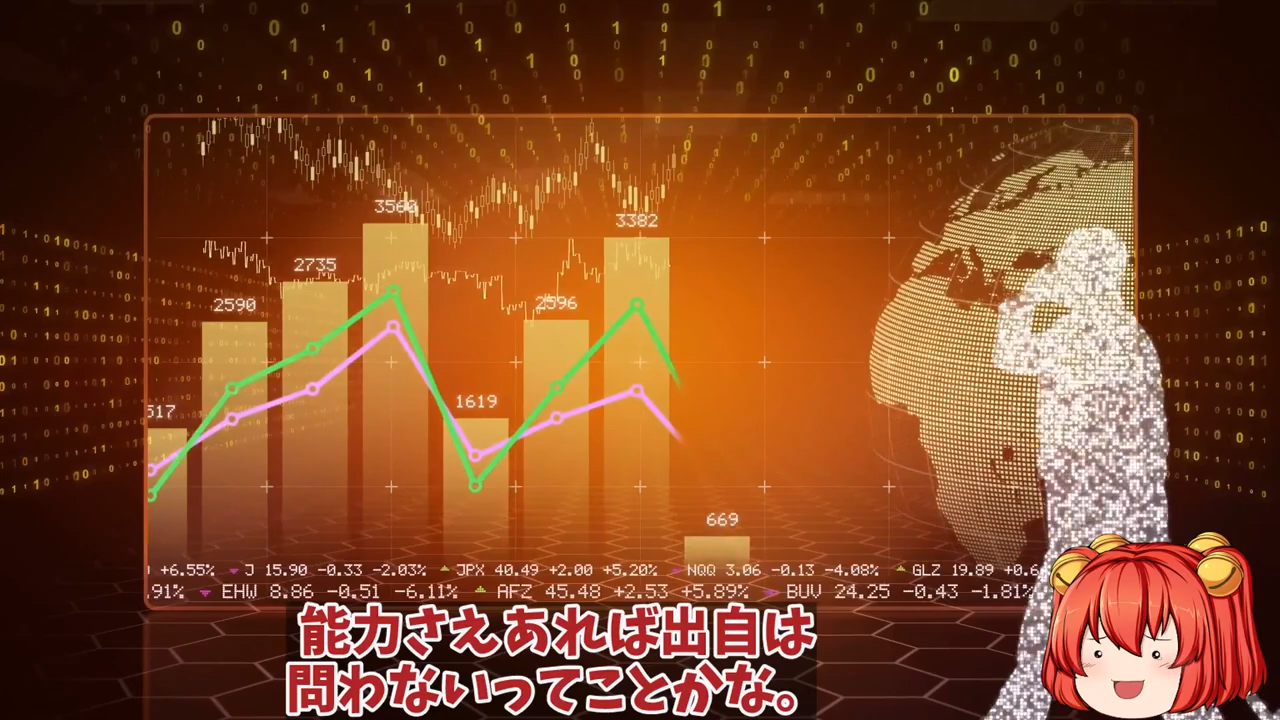 3560
3382
2735
2590
2596
517
1619
669
+6.55% J 15.90 -0.33 -2.03% JPX 40.49 +2.00 +5.20% NQQ 3.06 -0.13 -4.08% GLZ 19.89
.91% EHW 8.86 -0.51 -6.11% AFZ 45.48 +2.53 +5.89% BUV 24.25 -0.43 -1.81%
能力さえあれば出自は
問わないってことかな。